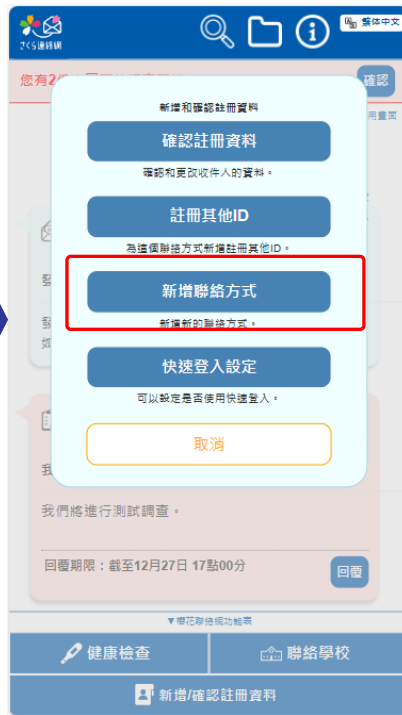 さくら連絡網
繁体中文
您有2
確認
用畫面
新增和確認註冊資料
確認註冊資料
確認和更改收件人的資料。
註冊其他ID
為這個聯絡方式新增註冊其他ID。
新增聯絡方式
新增新的聯絡方式。
快速登入設定
可以設定是否使用快速登入。
取消
我
我們將進行測試調查。
回覆期限:截至12月27日 17點00分
回覆
▼櫻花聯絡網功能表
健康檢查
聯絡學校
新增/確認註冊資料